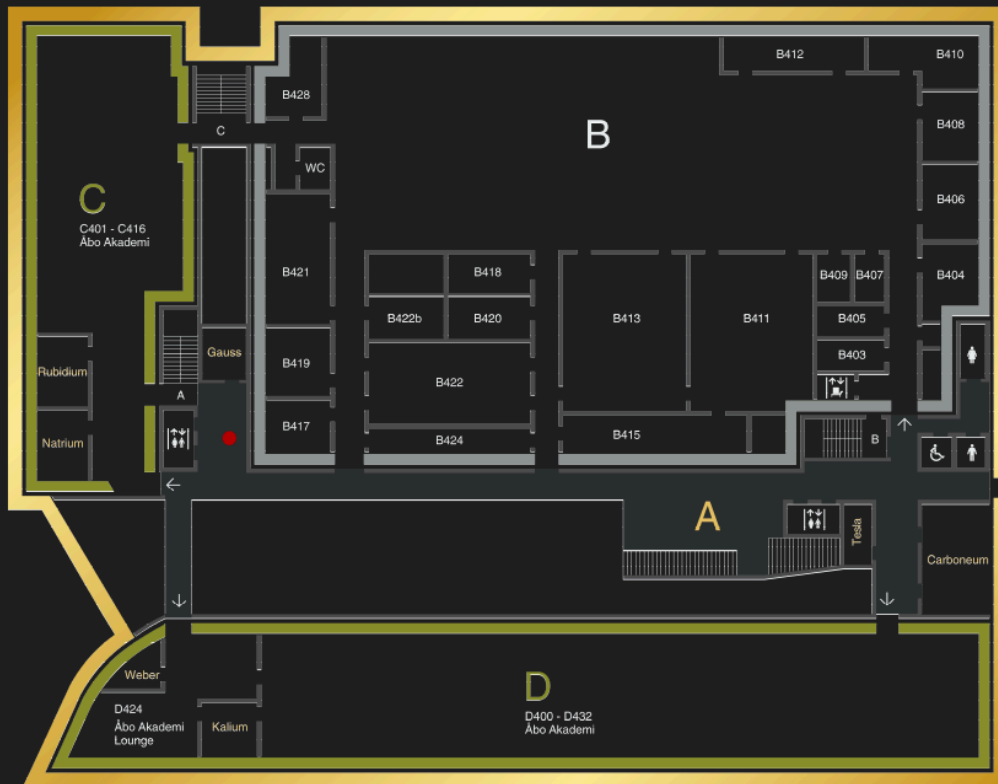 B412
B410
B428
B408
C
B
WC
C
C401 - C416
Åbo Akademi
B406
B421
B418
B409
B407
B404
B422b
B420
B413
B411
B405
Gauss
B403
Rubidium
B419
B422
A
B417
B424
B415
B
Natrium
A
Tesla
Carboneum
Weber
D
D424
Åbo Akademi
Lounge
Kalium
D400 - D432
Åbo Akademi